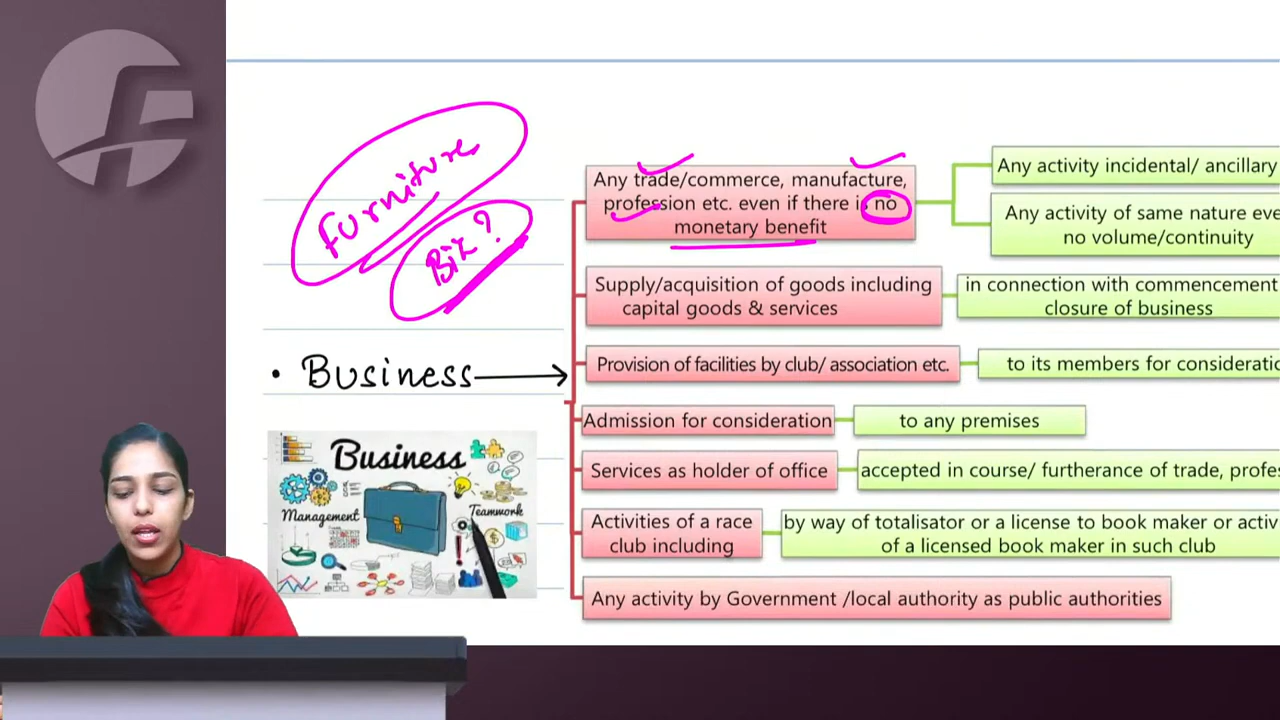 Furniture
Biz?
Any trade/commerce, manufacture,
profession etc. even if there is no
monetary benefit
Any activity incidental/ ancillary
Any activity of same nature eve
no volume/continuity
Supply/acquisition of goods including
capital goods & services
in connection with commencement
closure of business
• Business
Provision of facilities by club/ association etc.
to its members for consideratio
Admission for consideration
to any premises
Services as holder of office
accepted in course/ furtherance of trade, profes
Activities of a race
club including
by way of totalisator or a license to book maker or activ
of a licensed book maker in such club
Any activity by Government /local authority as public authorities
Business
Management
Teamwork